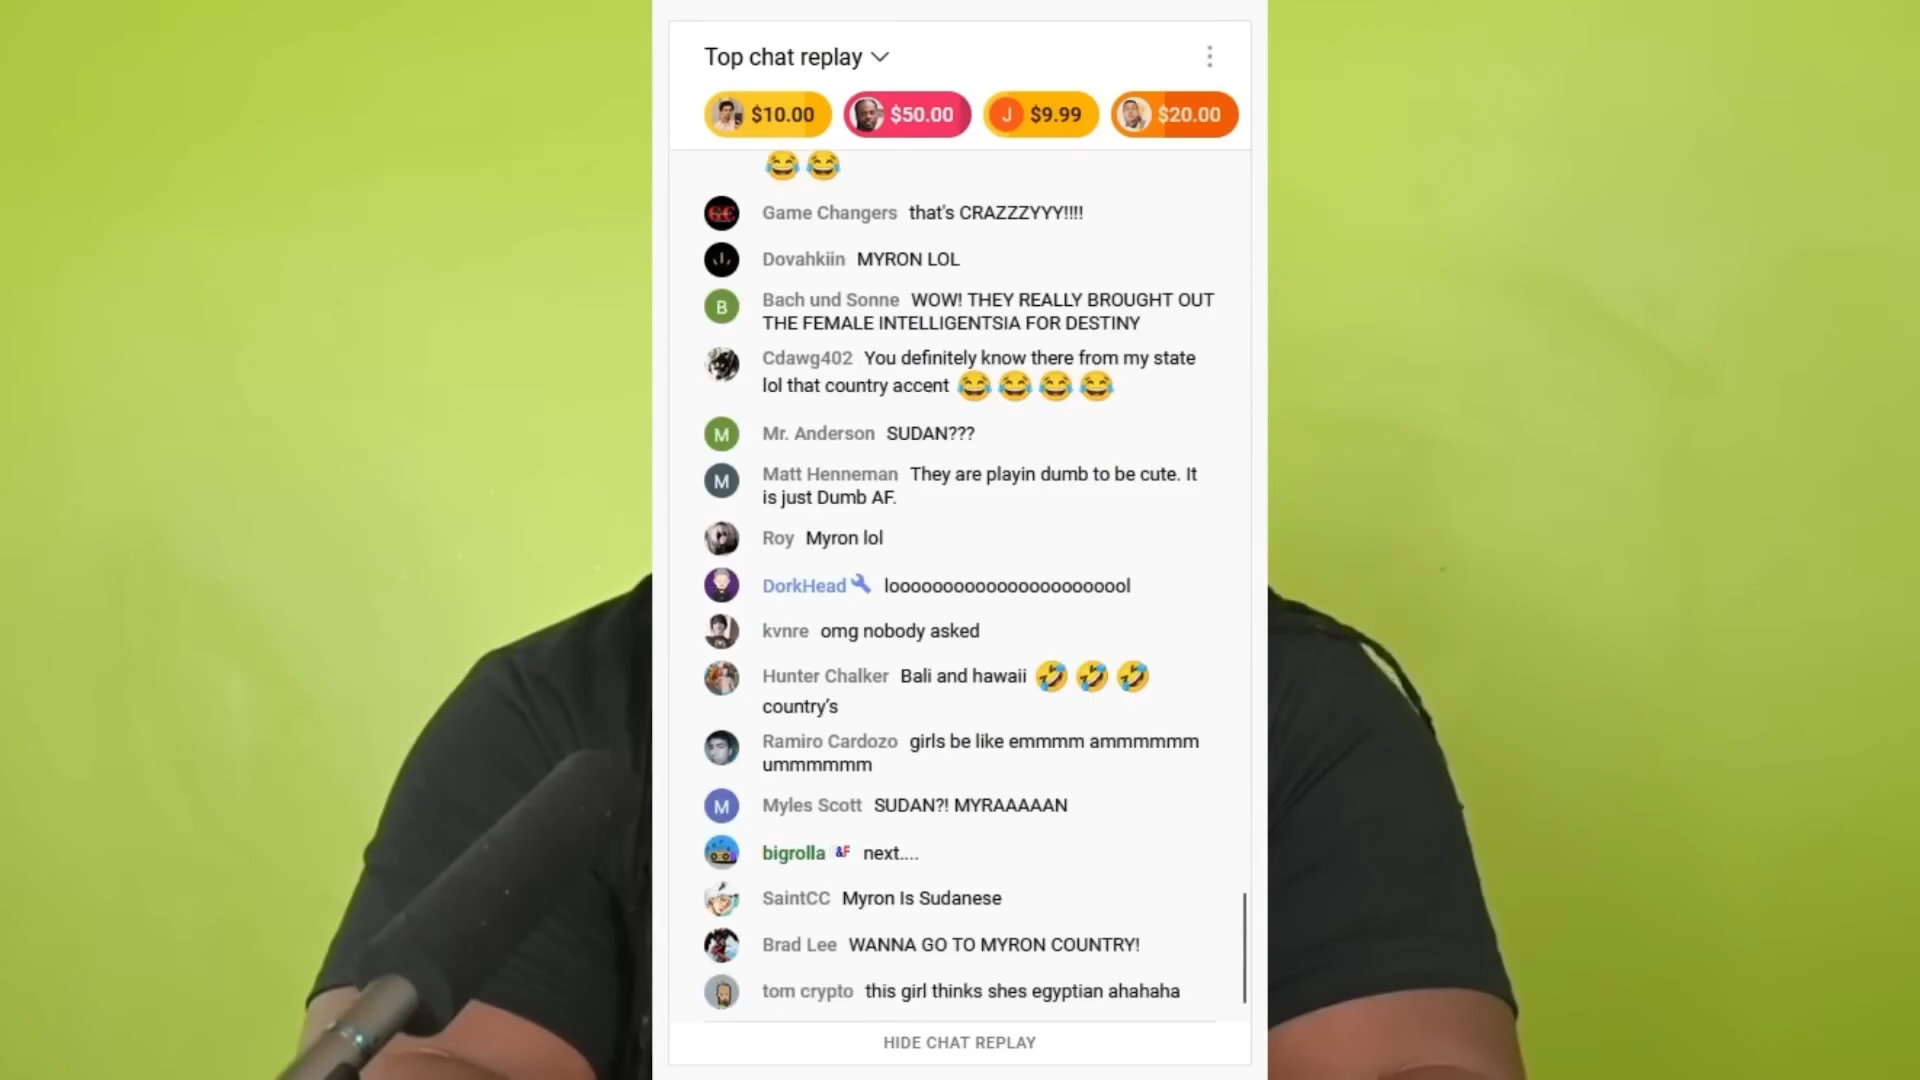 Top chat replay
$10.00 $50.00 J $9.99 $20.00
😂 😂
GC Game Changers that's CRAZZZYYY!!!!
Dovahkiin MYRON LOL
B Bach und Sonne WOW! THEY REALLY BROUGHT OUT
THE FEMALE INTELLIGENTSIA FOR DESTINY
Cdawg402 You definitely know there from my state
lol that country accent 😂 😂 😂 😂
M Mr. Anderson SUDAN???
M Matt Henneman They are playin dumb to be cute. It
is just Dumb AF.
Roy Myron lol
DorkHead looooooooooooooooooooool
kvnre omg nobody asked
Hunter Chalker Bali and hawaii 🤣 🤣 🤣
country's
Ramiro Cardozo girls be like emmmm ammmmmm
ummmmmm
M Myles Scott SUDAN?! MYRAAAAAN
bigrolla &F next....
SaintCC Myron Is Sudanese
Brad Lee WANNA GO TO MYRON COUNTRY!
tom crypto this girl thinks shes egyptian ahahaha
HIDE CHAT REPLAY